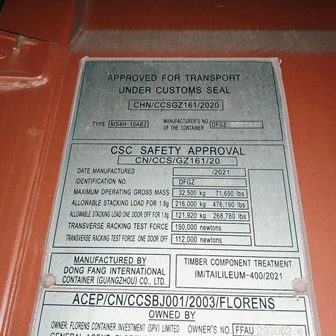 APPROVED FOR TRANSPORT
UNDER CUSTOMS SEAL
CHN/CCSGZ161/2020
TYPE MS4H-10AB2 MANUFACTURER'S NO OF THE CONTAINER DFGZ
CSC SAFETY APPROVAL
CN/CCS/GZ161/20
DATE MANUFACTURED /2021
IDENTIFICATION NO DFGZ
MAXIMUM OPERATING GROSS MASS 32,500 kg 71,650 lbs
ALLOWABLE STACKING LOAD FOR 1.8g 216,000 kg 476,190 lbs
ALLOWABLE STACKING LOAD ONE DOOR OFF FOR 1.8g 121,920 kg 268,780 lbs
TRANSVERSE RACKING TEST FORCE 150,000 newtons
TRANSVERSE RACKING TEST FORCE ONE DOOR OFF 112,000 newtons
MANUFACTURED BY
DONG FANG INTERNATIONAL
CONTAINER (GUANGZHOU) CO., LTD.
TIMBER COMPONENT TREATMENT
IM/TAILILEUM-400/2021
ACEP/CN/CCSBJ001/2003/FLORENS
OWNED BY
OWNER: FLORENS CONTAINER INVESTMENT (SPV) LIMITED OWNER'S NO FFAU